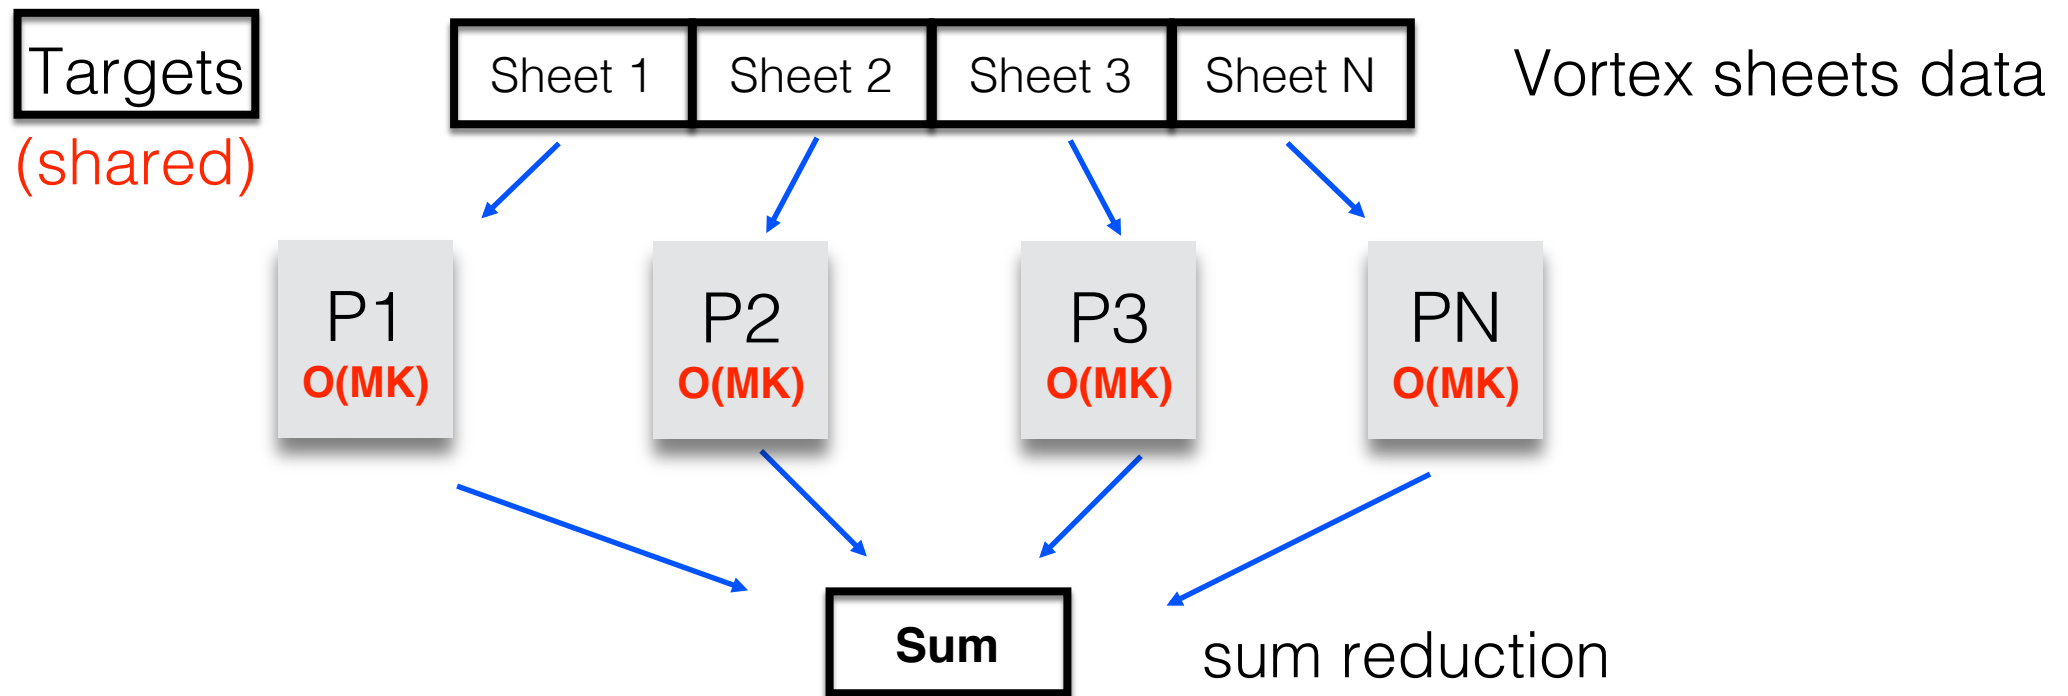 Targets
(shared)
Sheet 1 Sheet 2 Sheet 3 Sheet N
Vortex sheets data
P1
O(MK)
P2
O(MK)
P3
O(MK)
PN
O(MK)
Sum
sum reduction